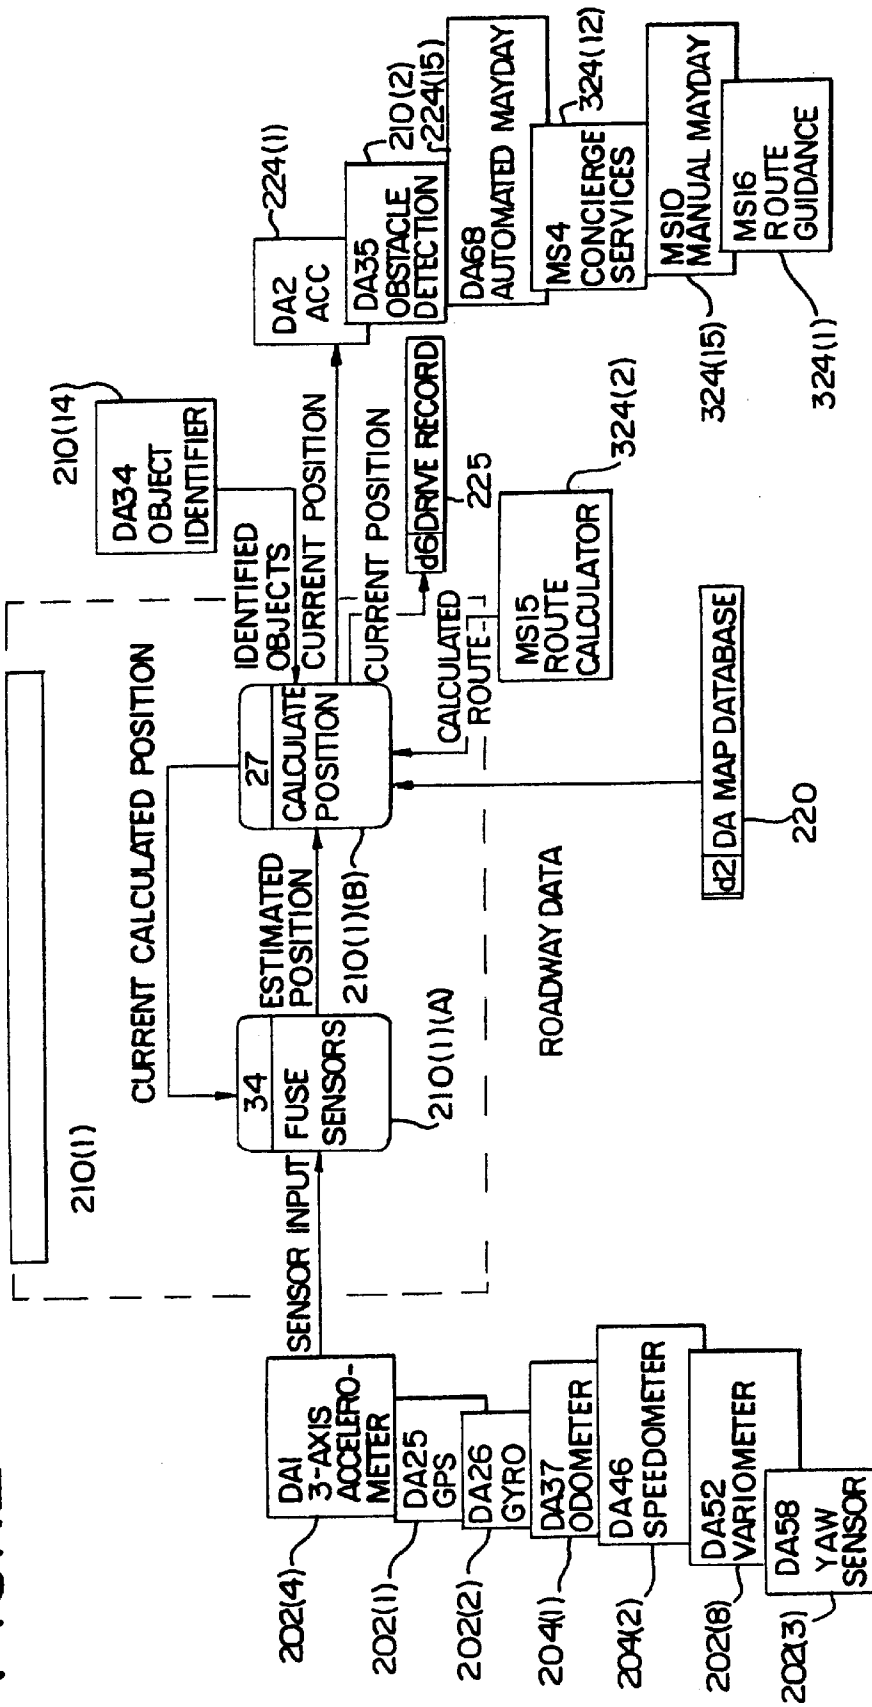 210(1)
CURRENT CALCULATED POSITION
SENSOR INPUT
34
FUSE
SENSORS
210(1)(A)
ESTIMATED
POSITION
27
CALCULATE
POSITION
210(1)(B)
IDENTIFIED
OBJECTS
CURRENT POSITION
CURRENT POSITION
CALCULATED
ROUTE
ROADWAY DATA
DA1
3-AXIS
ACCELERO-
METER
202(4)
DA25
GPS
202(1)
DA26
GYRO
202(2)
DA37
ODOMETER
204(1)
DA46
SPEEDOMETER
204(2)
DA52
VARIOMETER
202(8)
DA58
YAW
SENSOR
202(3)
210(14)
DA34
OBJECT
IDENTIFIER
d6 DRIVE RECORD
225
MS15
ROUTE
CALCULATOR
324(2)
d2 DA MAP DATABASE
220
DA2
ACC
224(1)
DA35
OBSTACLE
DETECTION
210(2)
224(15)
DA68
AUTOMATED MAYDAY
MS4
CONCIERGE
SERVICES
324(12)
MS10
MANUAL MAYDAY
324(15)
MS16
ROUTE
GUIDANCE
324(1)